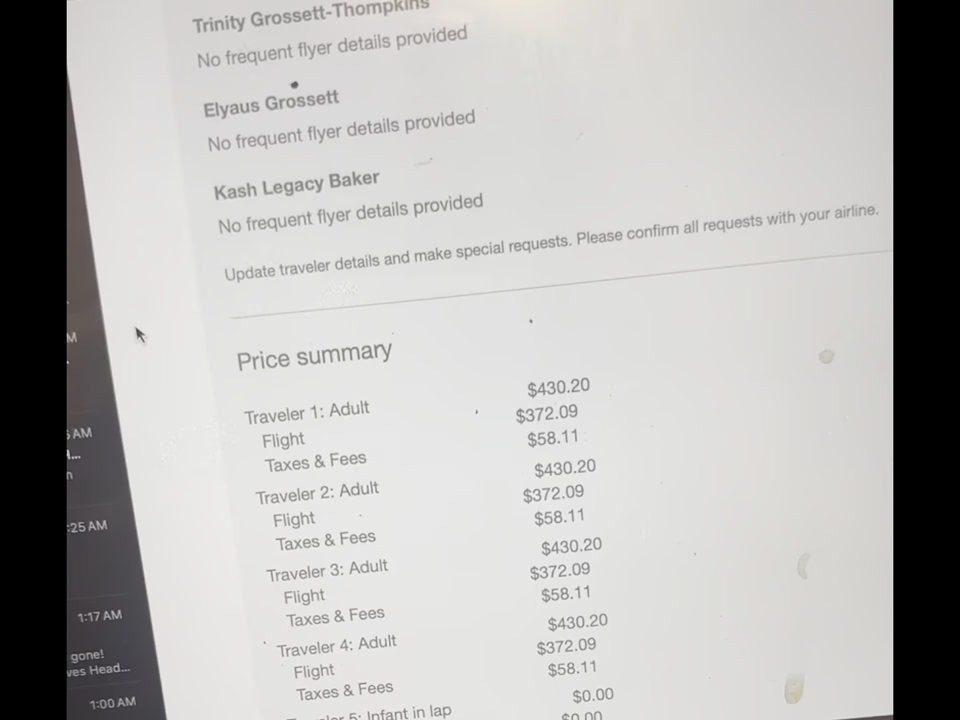 Trinity Grossett-Thompkins
No frequent flyer details provided
Elyaus Grossett
No frequent flyer details provided
Kash Legacy Baker
No frequent flyer details provided
Update traveler details and make special requests. Please confirm all requests with your airline.
Price summary
Traveler 1: Adult $430.20
Flight $372.09
Taxes & Fees $58.11
Traveler 2: Adult $430.20
Flight $372.09
Taxes & Fees $58.11
Traveler 3: Adult $430.20
Flight $372.09
Taxes & Fees $58.11
Traveler 4: Adult $430.20
Flight $372.09
Taxes & Fees $58.11
5: Infant in lap $0.00
$0.00
M
AM
:25 AM
1:17 AM
gone!
Head...
1:00 AM